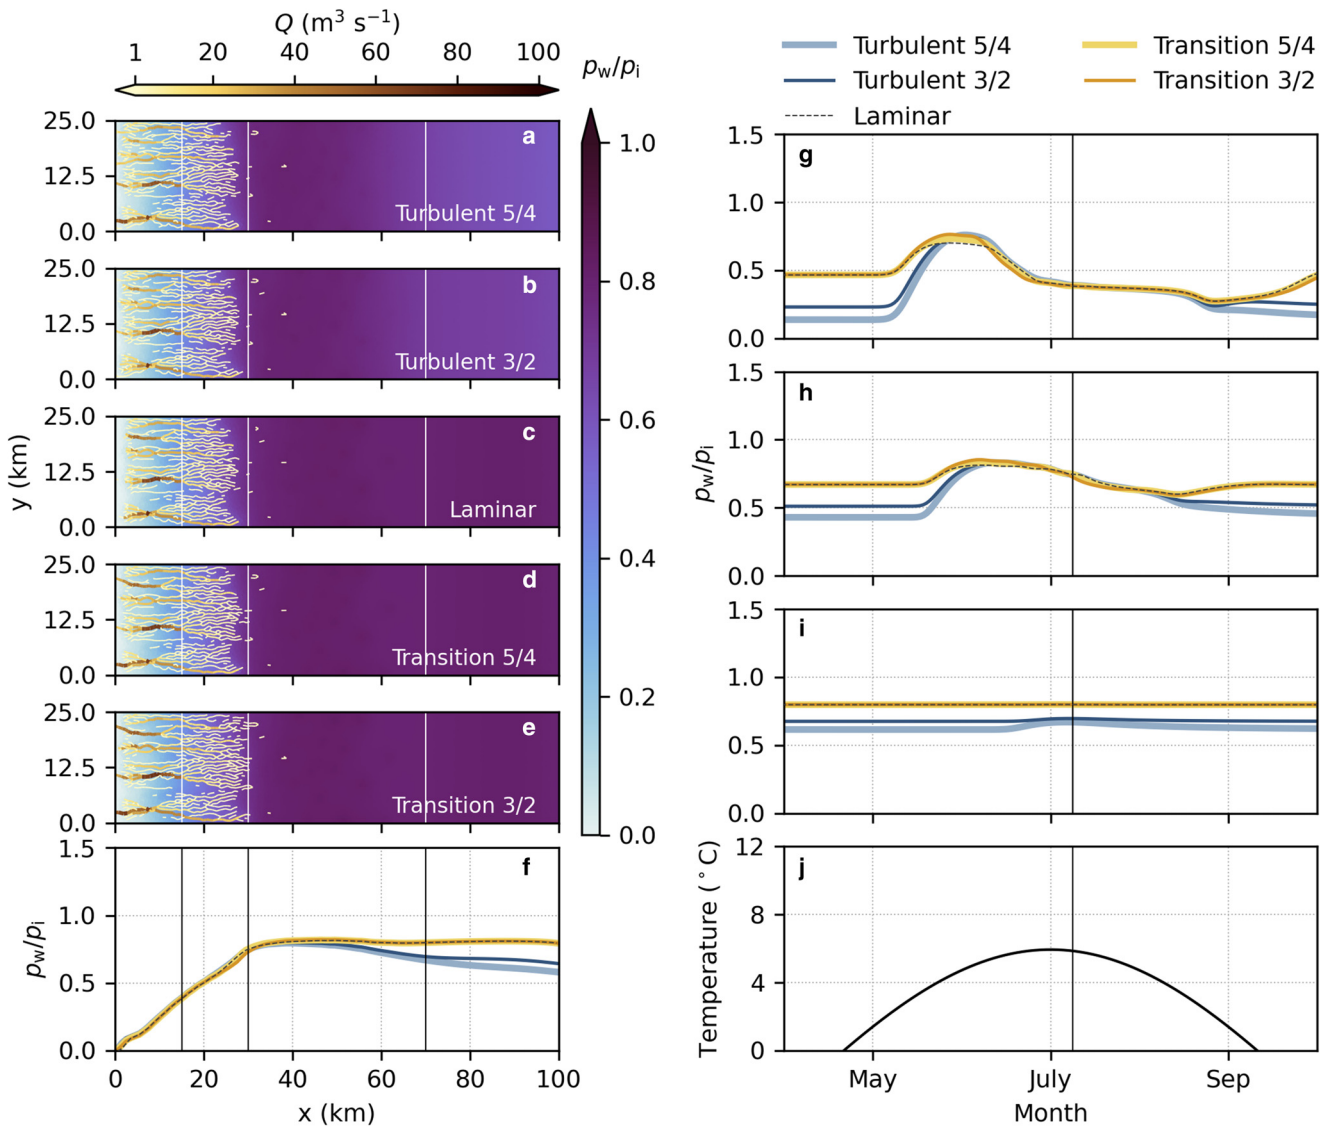 Q (m³ s⁻¹)
1 20 40 60 80 100
p_w/p_i
1.0
0.8
0.6
0.4
0.2
0.0
y (km)
25.0
12.5
0.0
a
Turbulent 5/4
25.0
12.5
0.0
b
Turbulent 3/2
25.0
12.5
0.0
c
Laminar
25.0
12.5
0.0
d
Transition 5/4
25.0
12.5
0.0
e
Transition 3/2
p_w/p_i
1.5
1.0
0.5
0.0
f
0 20 40 60 80 100
x (km)
Turbulent 5/4
Turbulent 3/2
Laminar
Transition 5/4
Transition 3/2
1.5
1.0
0.5
0.0
g
p_w/p_i
1.5
1.0
0.5
0.0
h
1.5
1.0
0.5
0.0
i
Temperature (°C)
12
8
4
0
j
May July Sep
Month